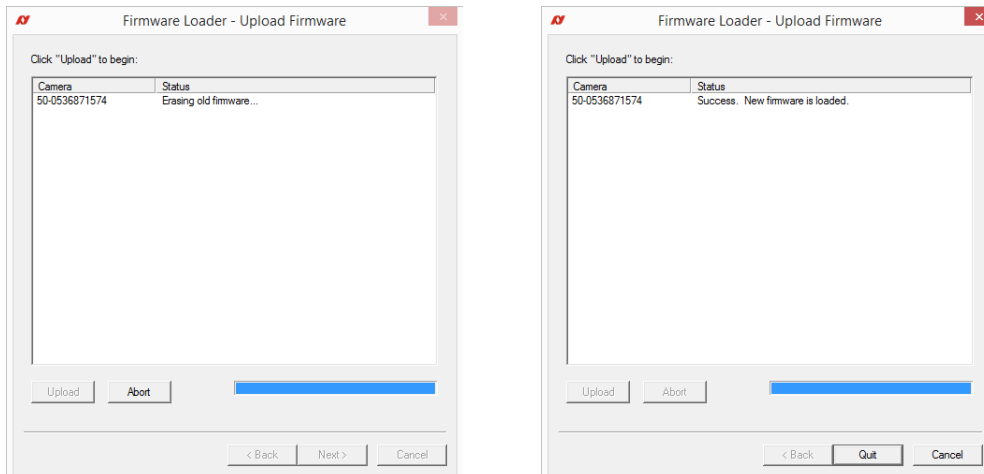 Firmware Loader - Upload Firmware
Click "Upload" to begin:
Camera Status
50-0536871574 Erasing old firmware...
Upload Abort
< Back Next > Cancel
Firmware Loader - Upload Firmware
Click "Upload" to begin:
Camera Status
50-0536871574 Success. New firmware is loaded.
Upload Abort
< Back Quit Cancel